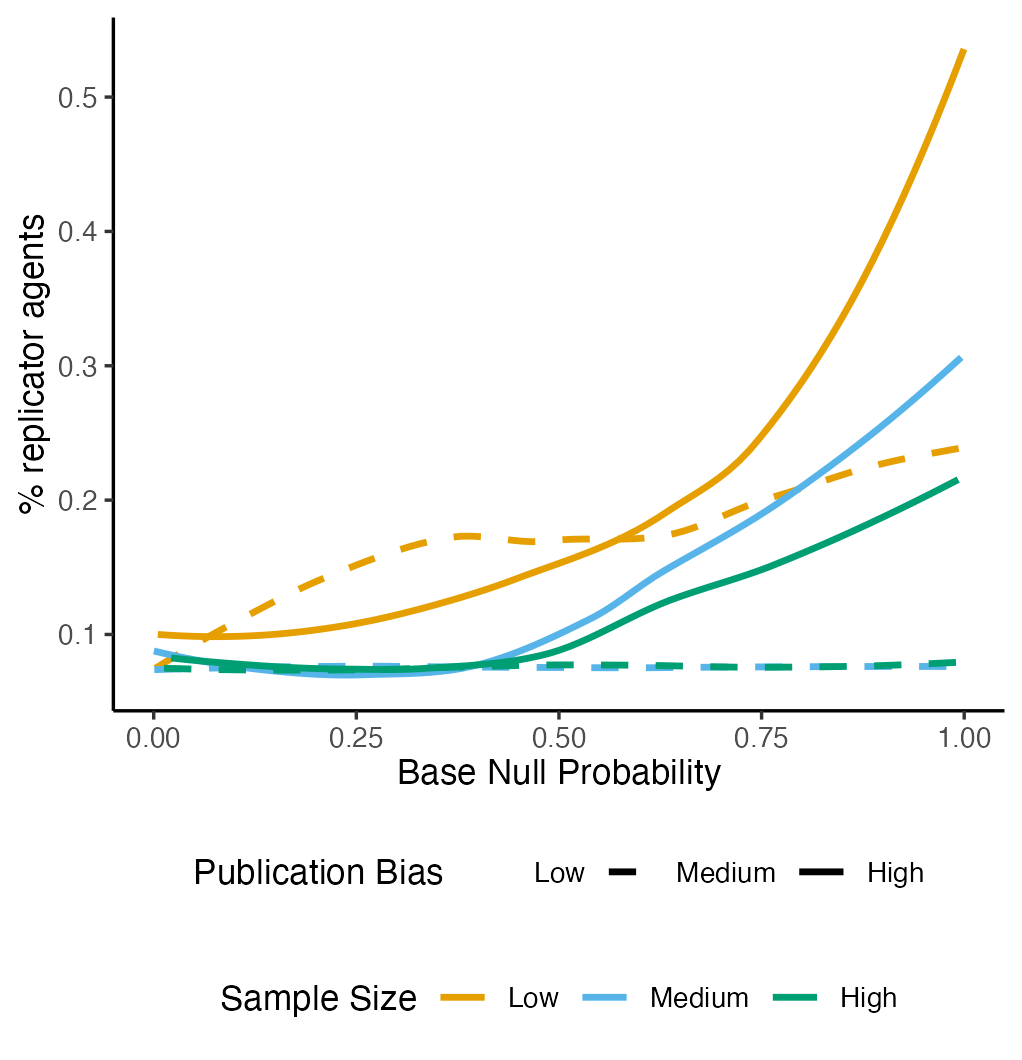 % replicator agents
0.5
0.4
0.3
0.2
0.1
0.00 0.25 0.50 0.75 1.00
Base Null Probability
Publication Bias Low Medium High
Sample Size Low Medium High